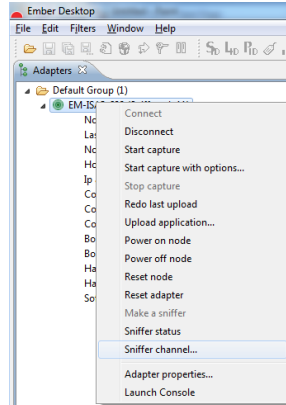 Ember Desktop
File Edit Filters Window Help
Adapters
Default Group (1)
Connect
Disconnect
Start capture
Start capture with options...
Stop capture
Redo last upload
Upload application...
Power on node
Power off node
Reset node
Reset adapter
Make a sniffer
Sniffer status
Sniffer channel...
Adapter properties...
Launch Console